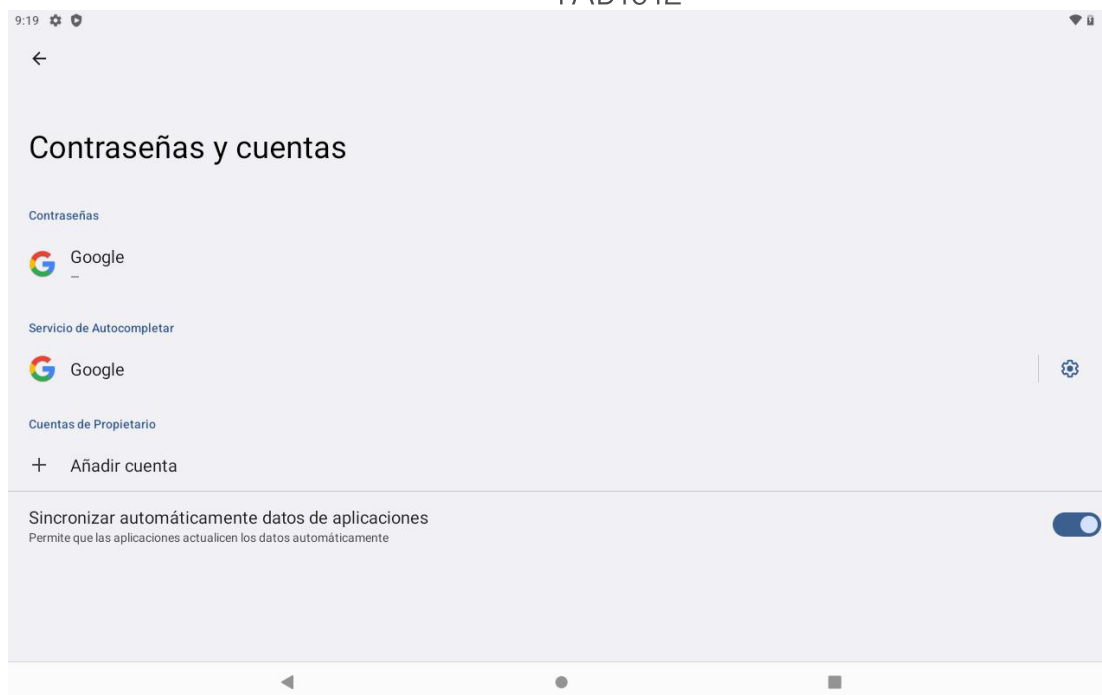 9:19
Contraseñas y cuentas
Contraseñas
Google
--
Servicio de Autocompletar
Google
Cuentas de Propietario
+ Añadir cuenta
Sincronizar automáticamente datos de aplicaciones
Permite que las aplicaciones actualicen los datos automáticamente